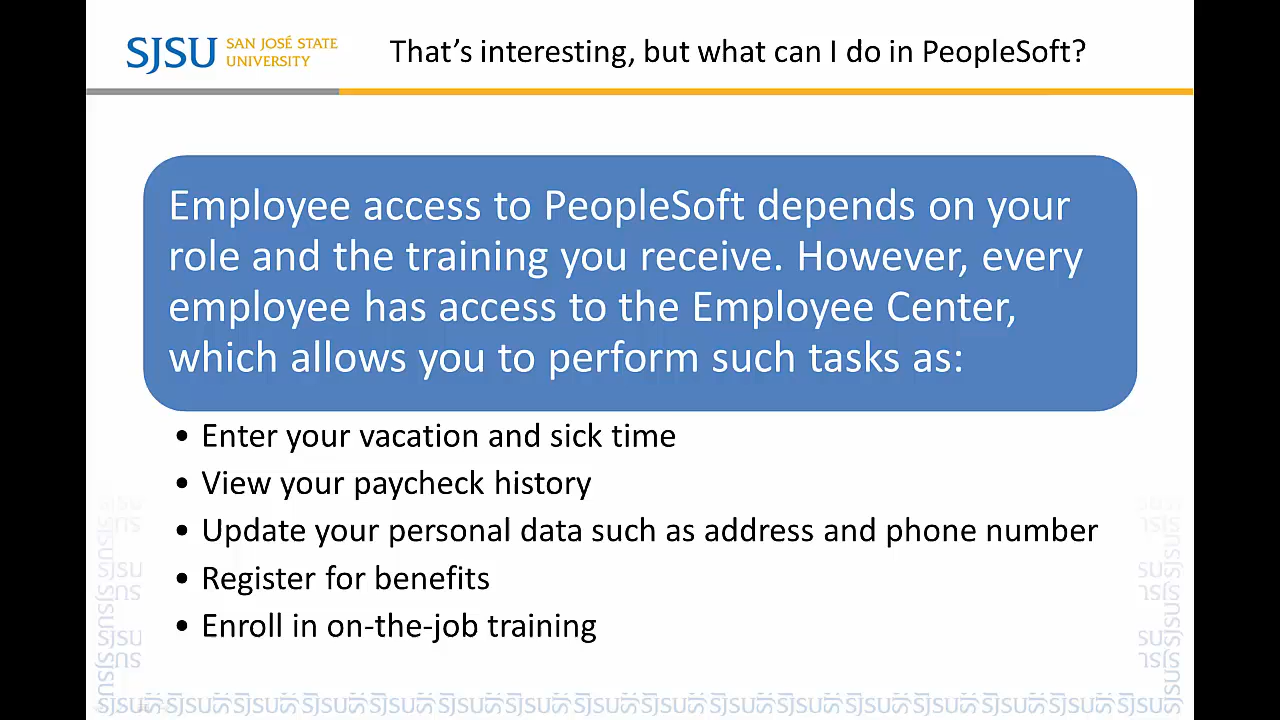 SJSU SAN JOSÉ STATE
UNIVERSITY
That's interesting, but what can I do in PeopleSoft?
Employee access to PeopleSoft depends on your
role and the training you receive. However, every
employee has access to the Employee Center,
which allows you to perform such tasks as:
• Enter your vacation and sick time
• View your paycheck history
• Update your personal data such as address and phone number
• Register for benefits
• Enroll in on-the-job training